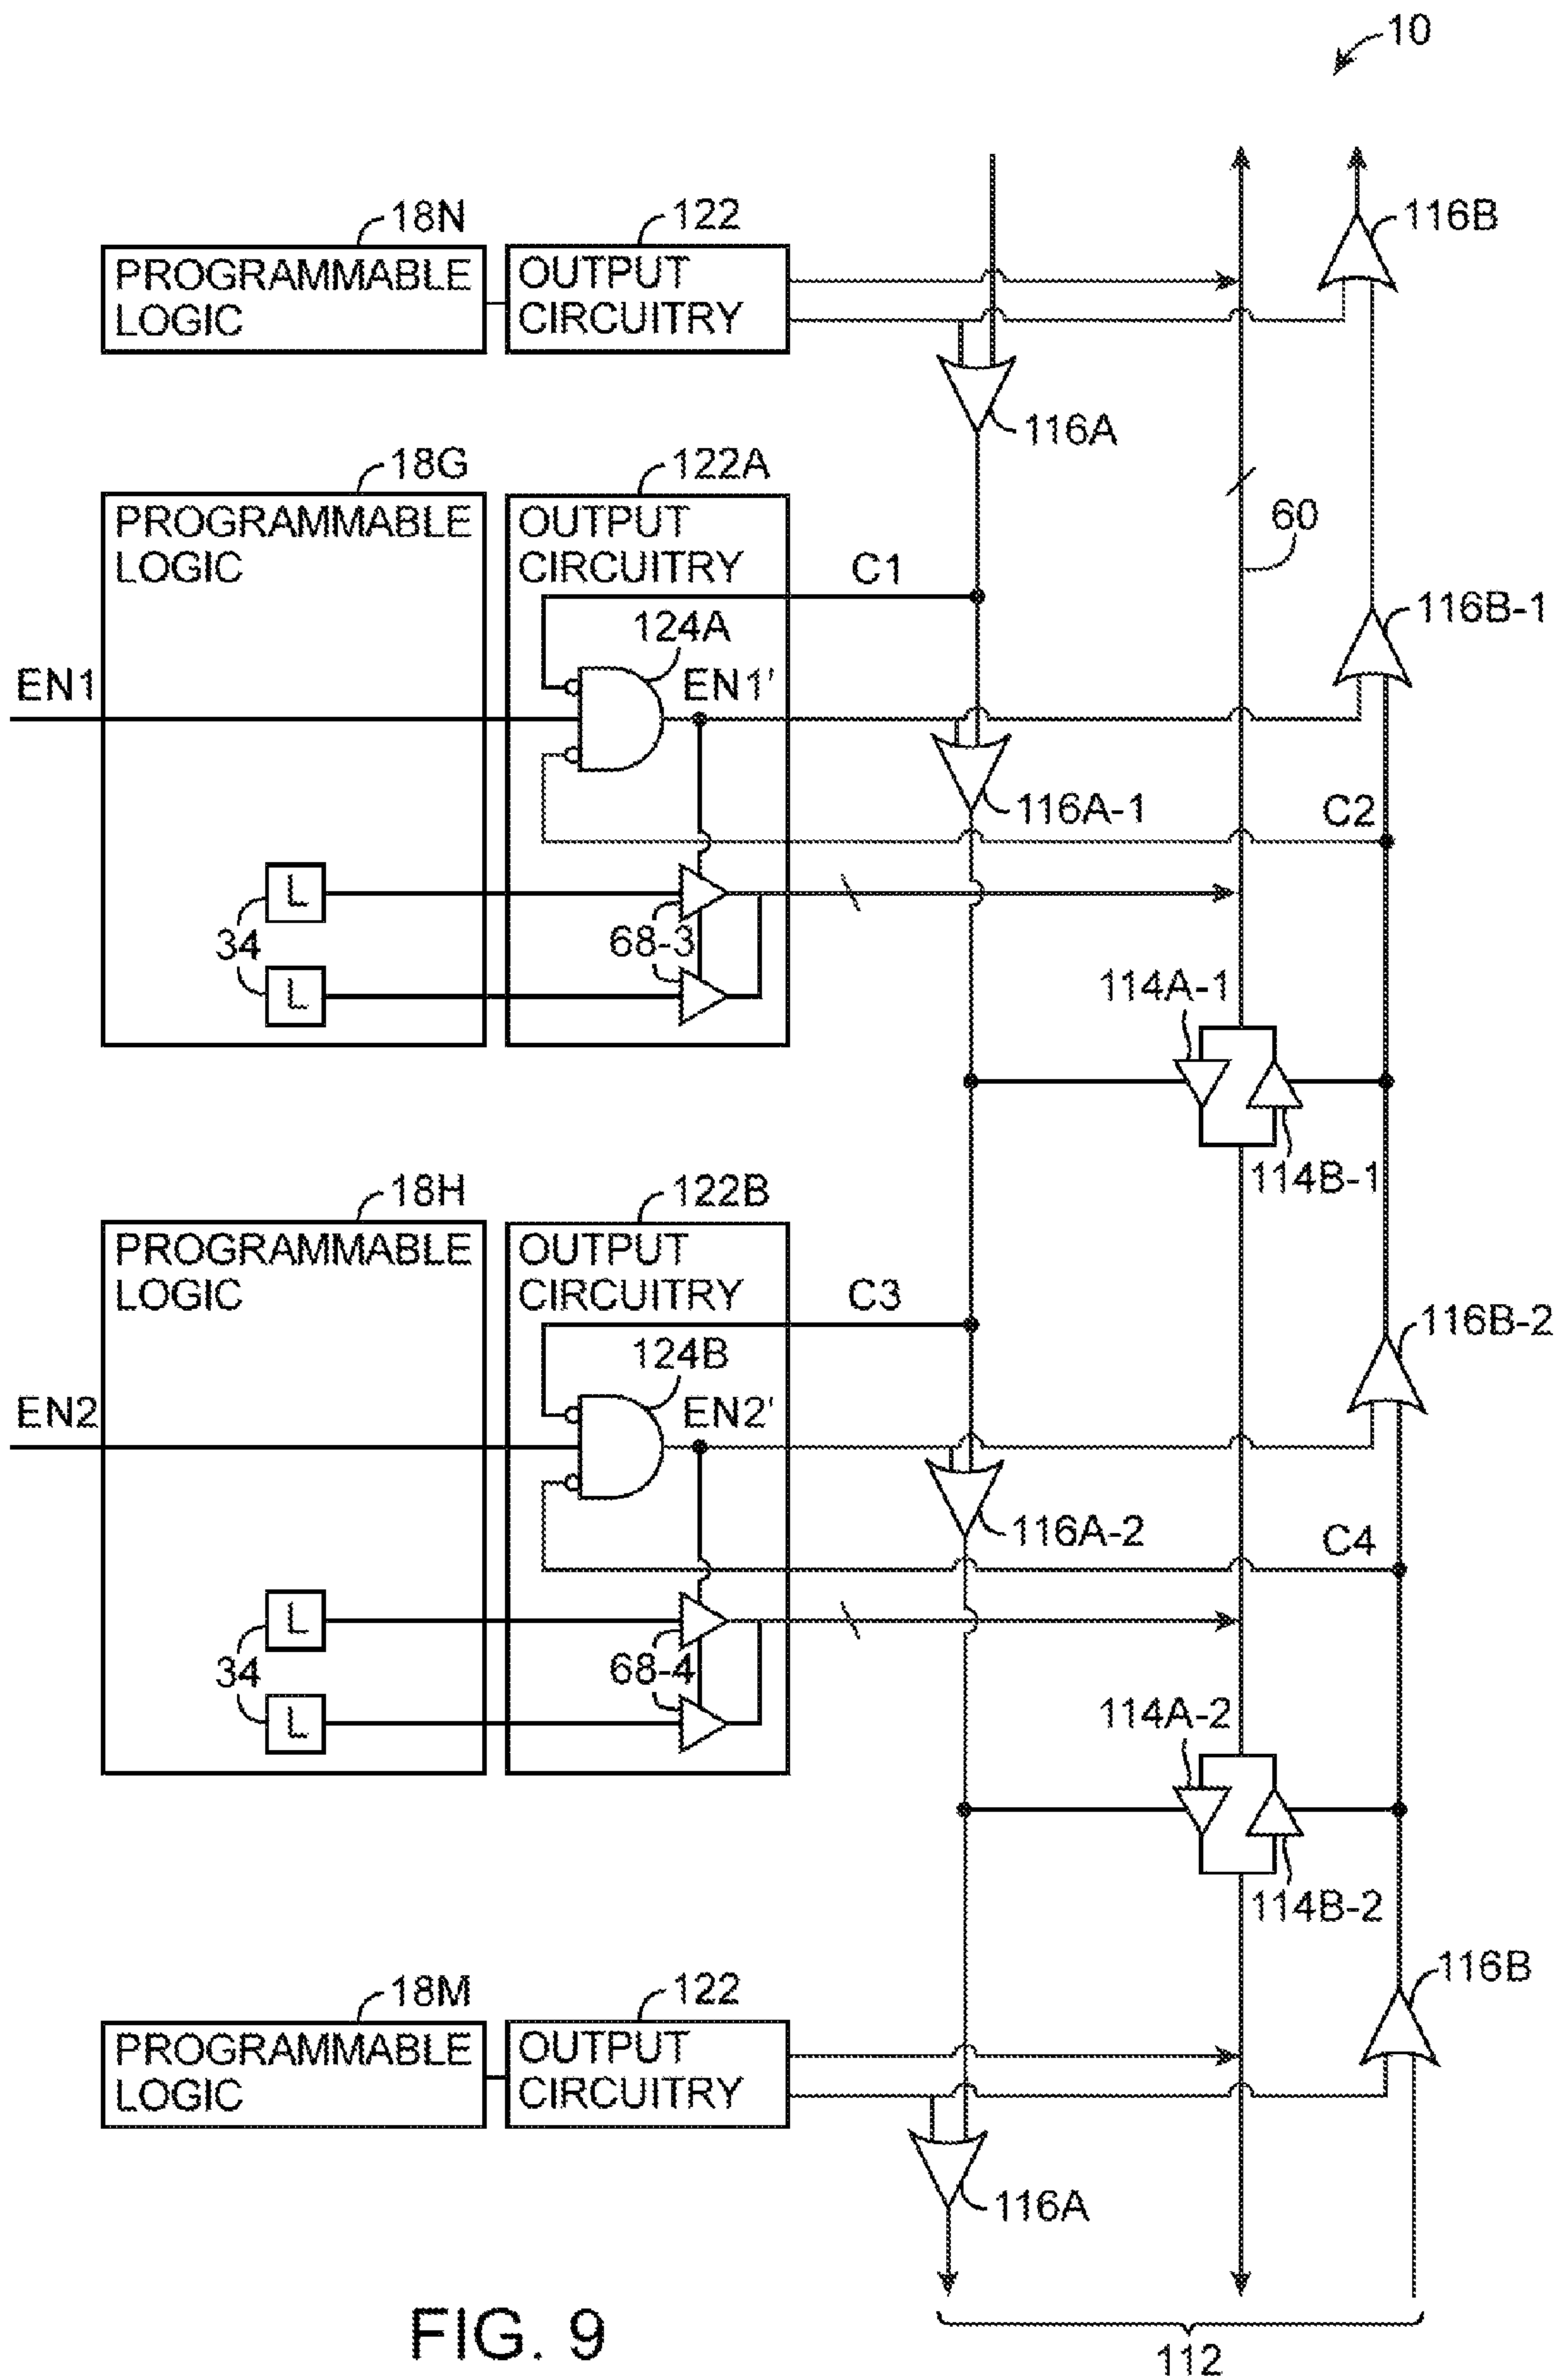 10
18N
122
116B
PROGRAMMABLE
LOGIC
OUTPUT
CIRCUITRY
116A
18G
122A
PROGRAMMABLE
LOGIC
OUTPUT
CIRCUITRY
C1
60
124A
116B-1
EN1
EN1'
116A-1
C2
L
34
68-3
L
114A-1
114B-1
18H
122B
PROGRAMMABLE
LOGIC
OUTPUT
CIRCUITRY
C3
116B-2
124B
EN2
EN2'
116A-2
C4
L
34
68-4
L
114A-2
114B-2
18M
122
116B
PROGRAMMABLE
LOGIC
OUTPUT
CIRCUITRY
116A
FIG. 9
112